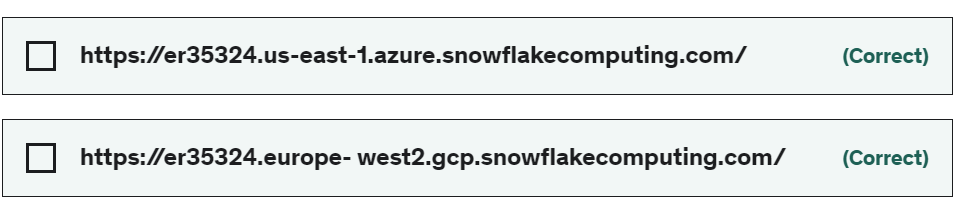 https://er35324.us-east-1.azure.snowflakecomputing.com/ (Correct)
https://er35324.europe- west2.gcp.snowflakecomputing.com/ (Correct)